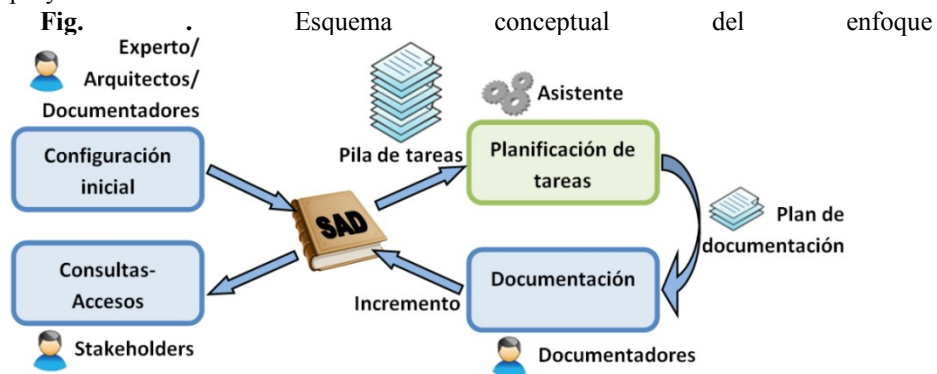 Fig. . Esquema conceptual del enfoque
Experto/
Arquitectos/
Documentadores
Configuración
inicial
Consultas-
Accesos
Stakeholders
SAD
Pila de tareas
Asistente
Planificación de
tareas
Plan de
documentación
Incremento
Documentación
Documentadores